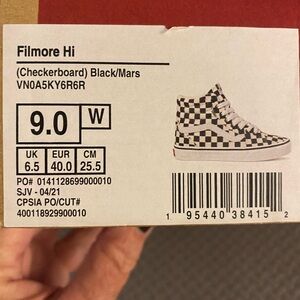 Filmore Hi
(Checkerboard) Black/Mars
VN0A5KY6R6R
9.0 W
UK EUR CM
6.5 40.0 25.5
PO# 0141128699000010
SJV - 04/21
CPSIA PO/CUT#
400118929900010
1 95440 38415 2